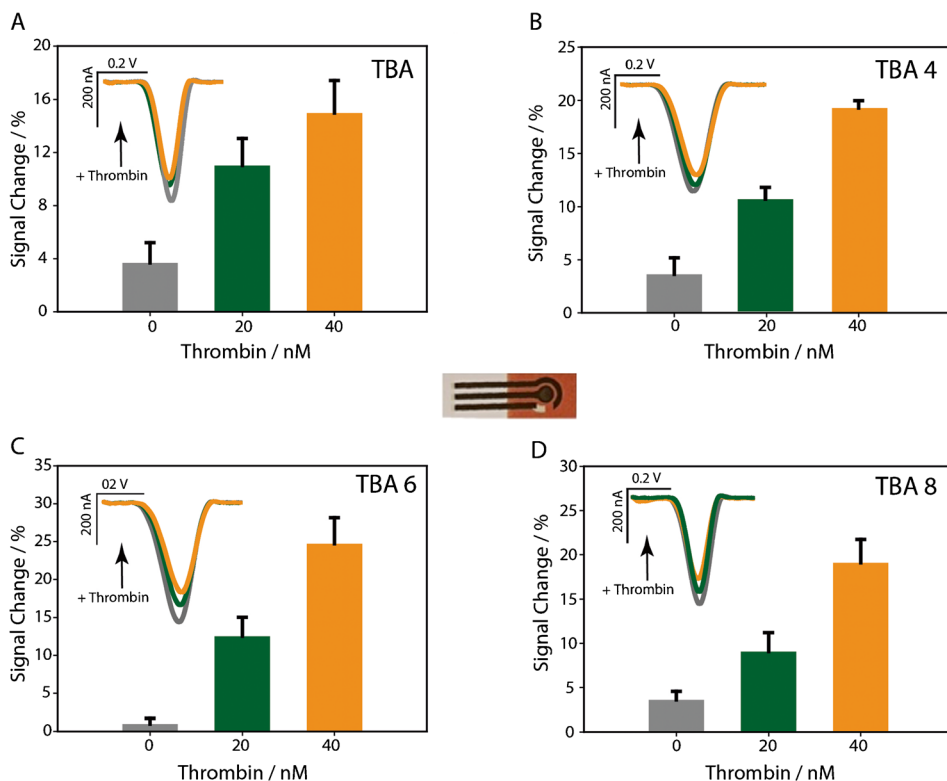 A
20
16
12
8
4
0
Signal Change / %
0.2 V
200 nA
+ Thrombin
TBA
0 20 40
Thrombin / nM
B
25
20
15
10
5
0
Signal Change / %
0.2 V
200 nA
+ Thrombin
TBA 4
0 20 40
Thrombin / nM
C
35
30
25
20
15
10
5
0
Signal Change / %
02 V
200 nA
+ Thrombin
TBA 6
0 20 40
Thrombin / nM
D
30
25
20
15
10
5
0
Signal Change / %
0.2 V
200 nA
+ Thrombin
TBA 8
0 20 40
Thrombin / nM